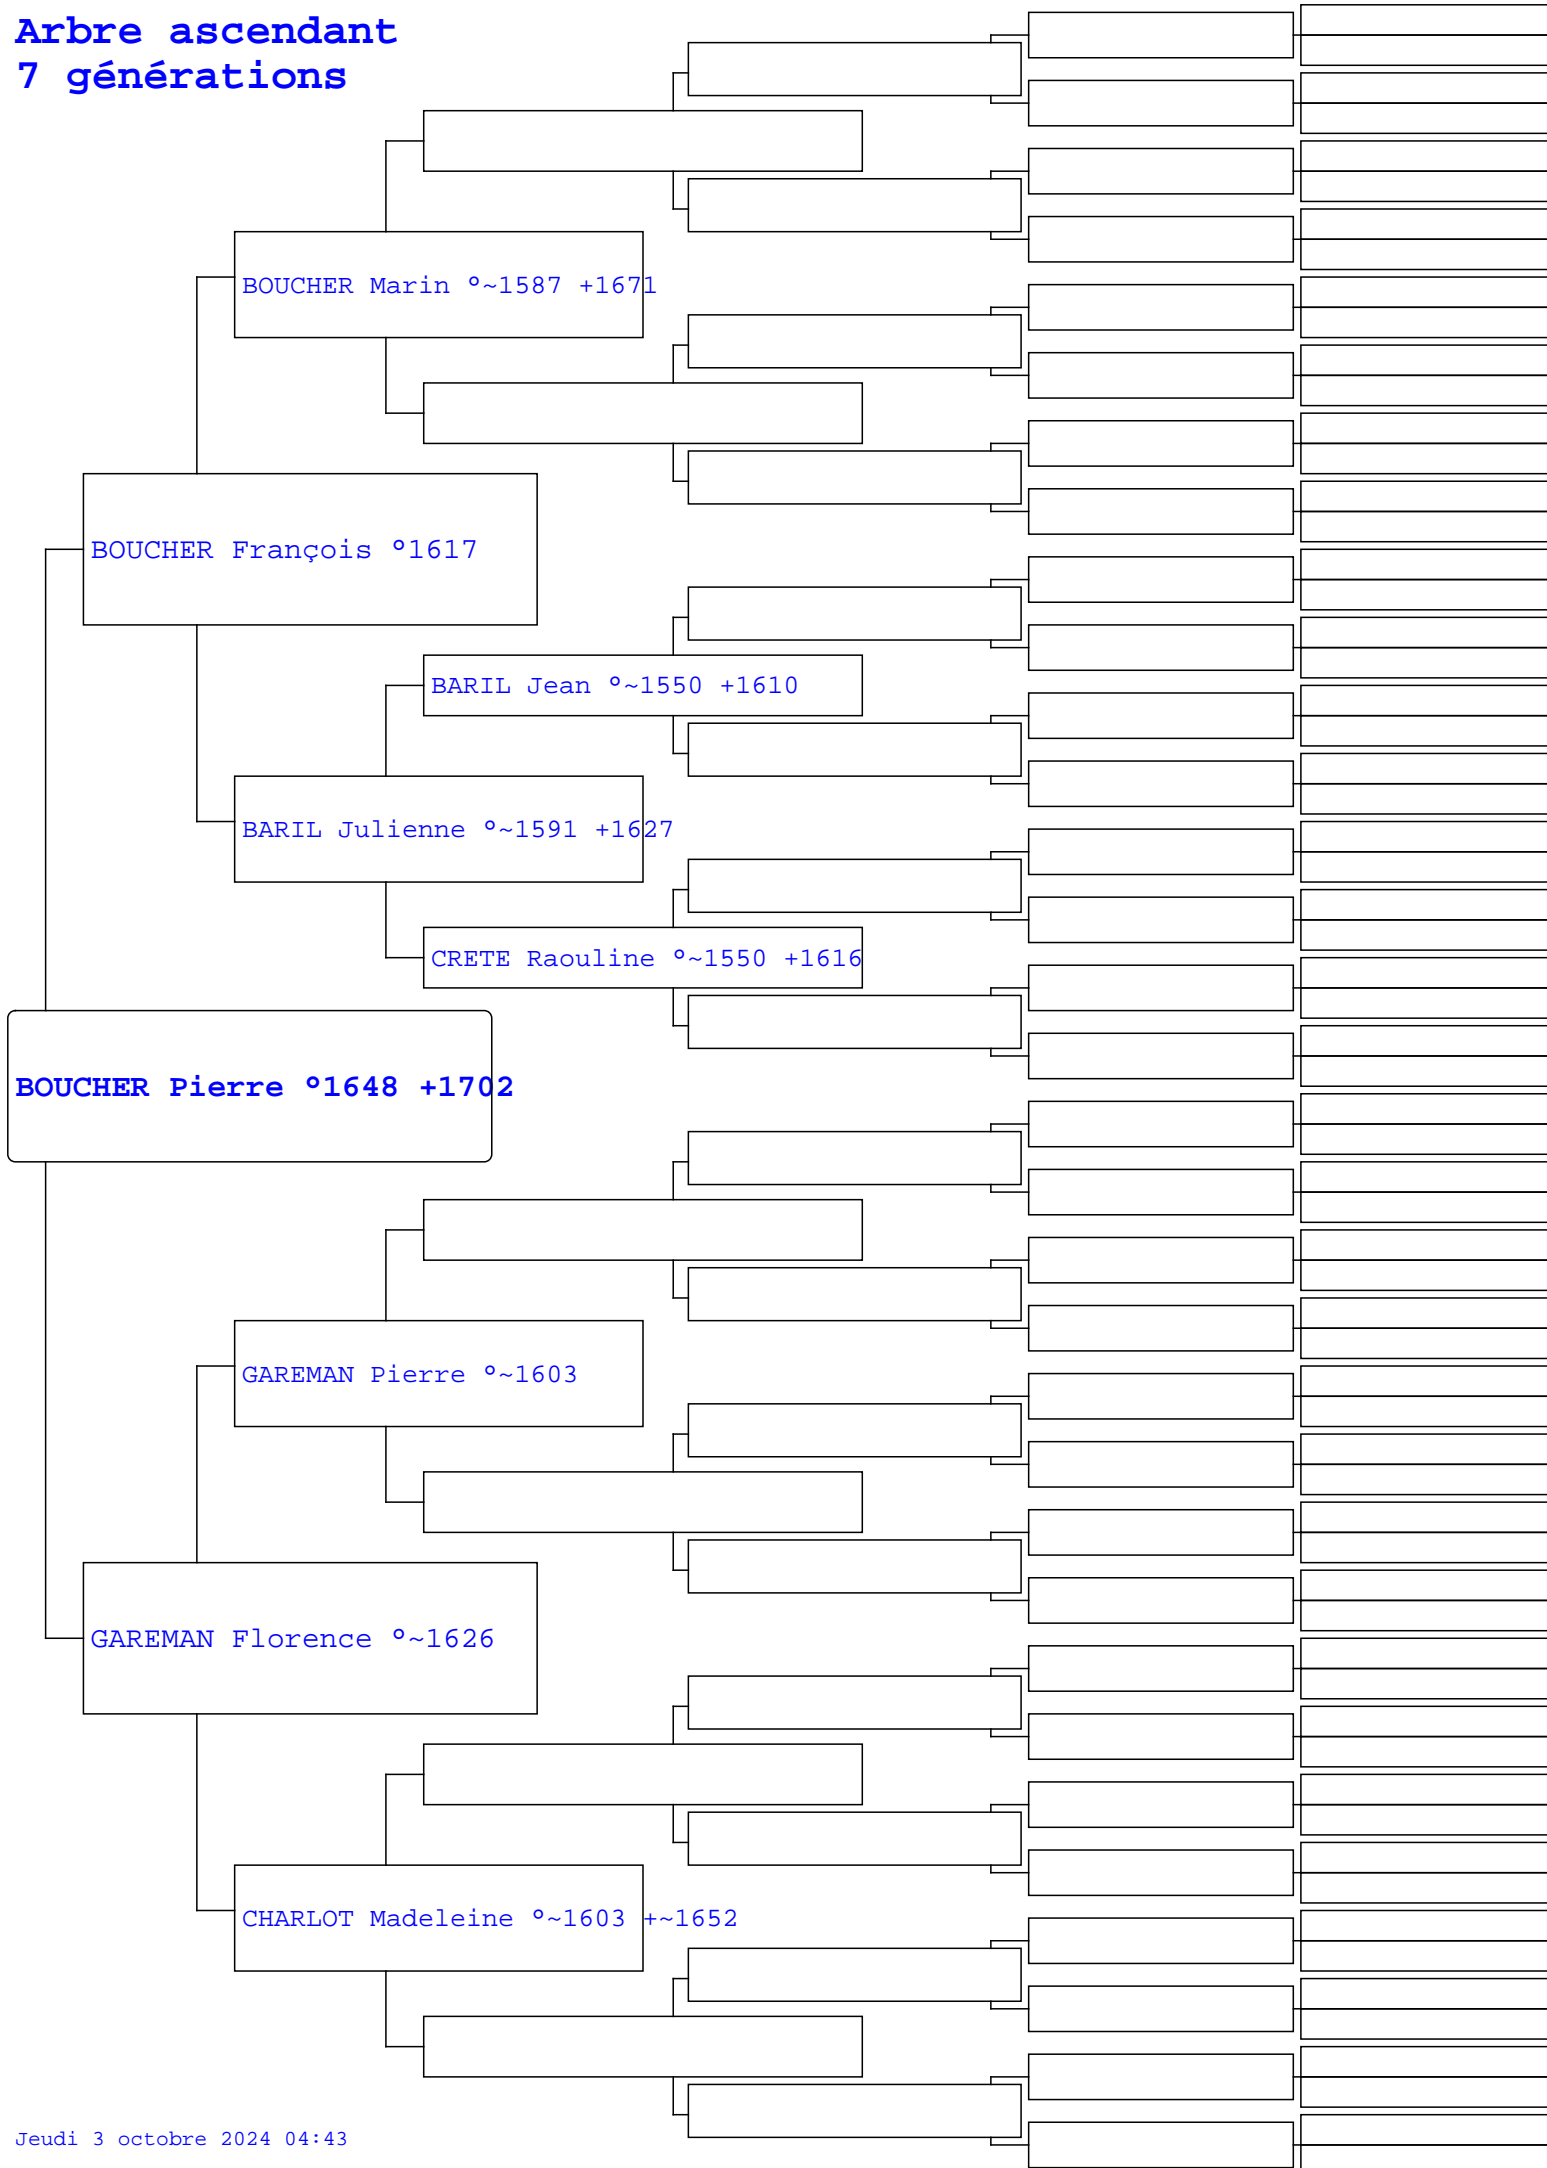 Arbre ascendant
7 générations
BOUCHER Marin °~1587 +1671
BOUCHER François °1617
BARIL Jean °~1550 +1610
BARIL Julienne °~1591 +1627
CRETE Raouline °~1550 +1616
BOUCHER Pierre °1648 +1702
GAREMAN Pierre °~1603
GAREMAN Florence °~1626
CHARLOT Madeleine °~1603 +~1652
Jeudi 3 octobre 2024 04:43